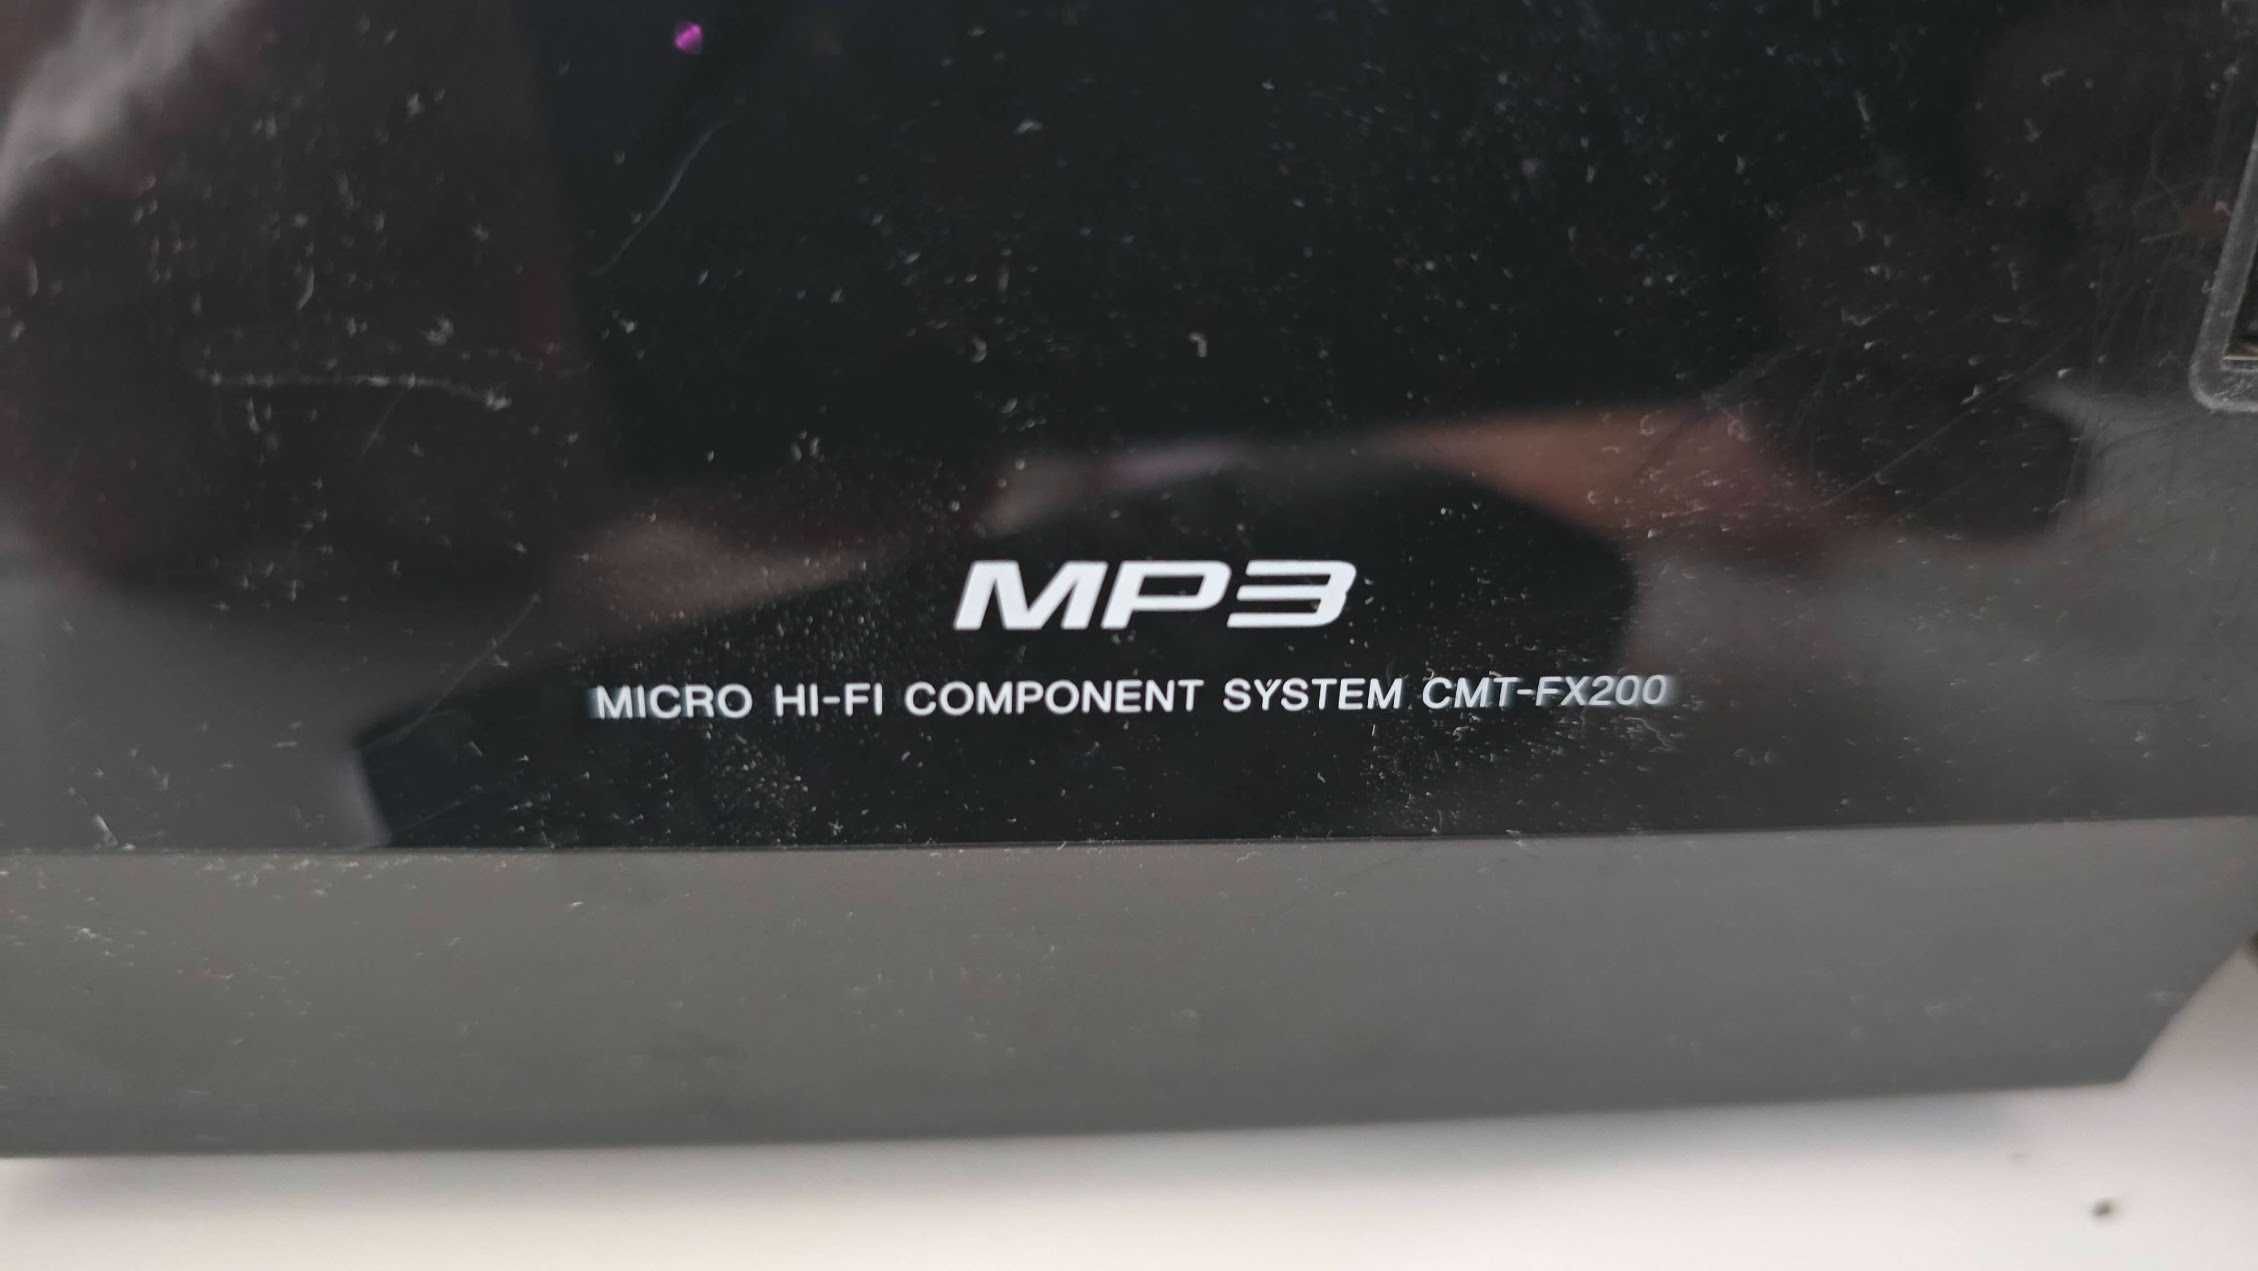 MP3
MICRO HI-FI COMPONENT SYSTEM CMT-FX200